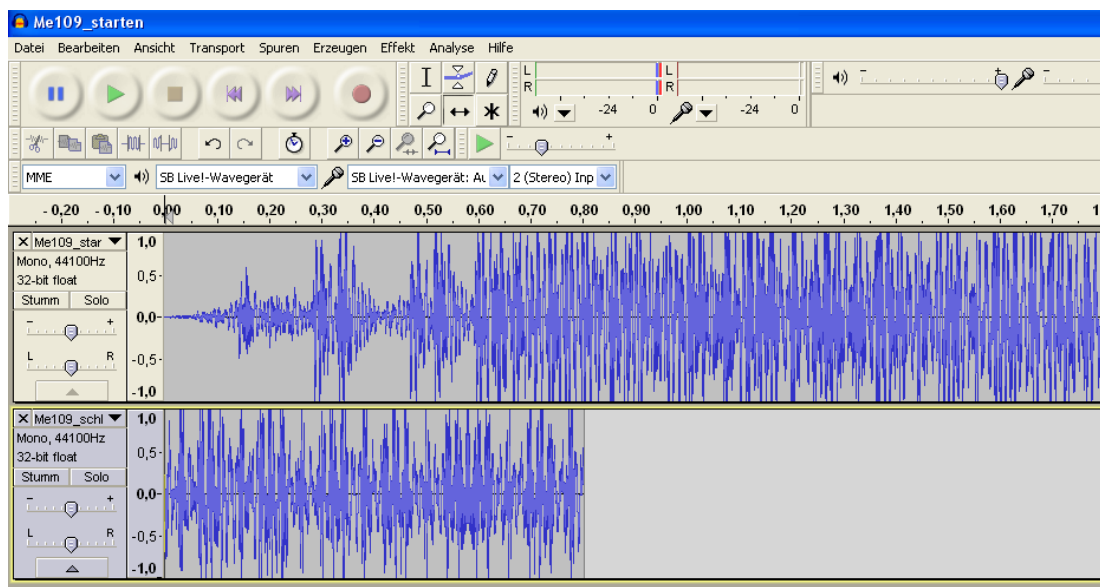 Me109_starten
Datei Bearbeiten Ansicht Transport Spuren Erzeugen Effekt Analyse Hilfe
L
R
-24 0
L
R
-24 0
- +
-
- +
MME
SB Live!-Wavegerät
SB Live!-Wavegerät: Au
2 (Stereo) Inp
- 0,20 - 0,10 0,00 0,10 0,20 0,30 0,40 0,50 0,60 0,70 0,80 0,90 1,00 1,10 1,20 1,30 1,40 1,50 1,60 1,70 1
X Me109_star
Mono, 44100Hz
32-bit float
Stumm Solo
- +
L R
1,0
0,5-
0,0-
-0,5-
-1,0
X Me109_schl
Mono, 44100Hz
32-bit float
Stumm Solo
- +
L R
1,0
0,5-
0,0-
-0,5-
-1,0